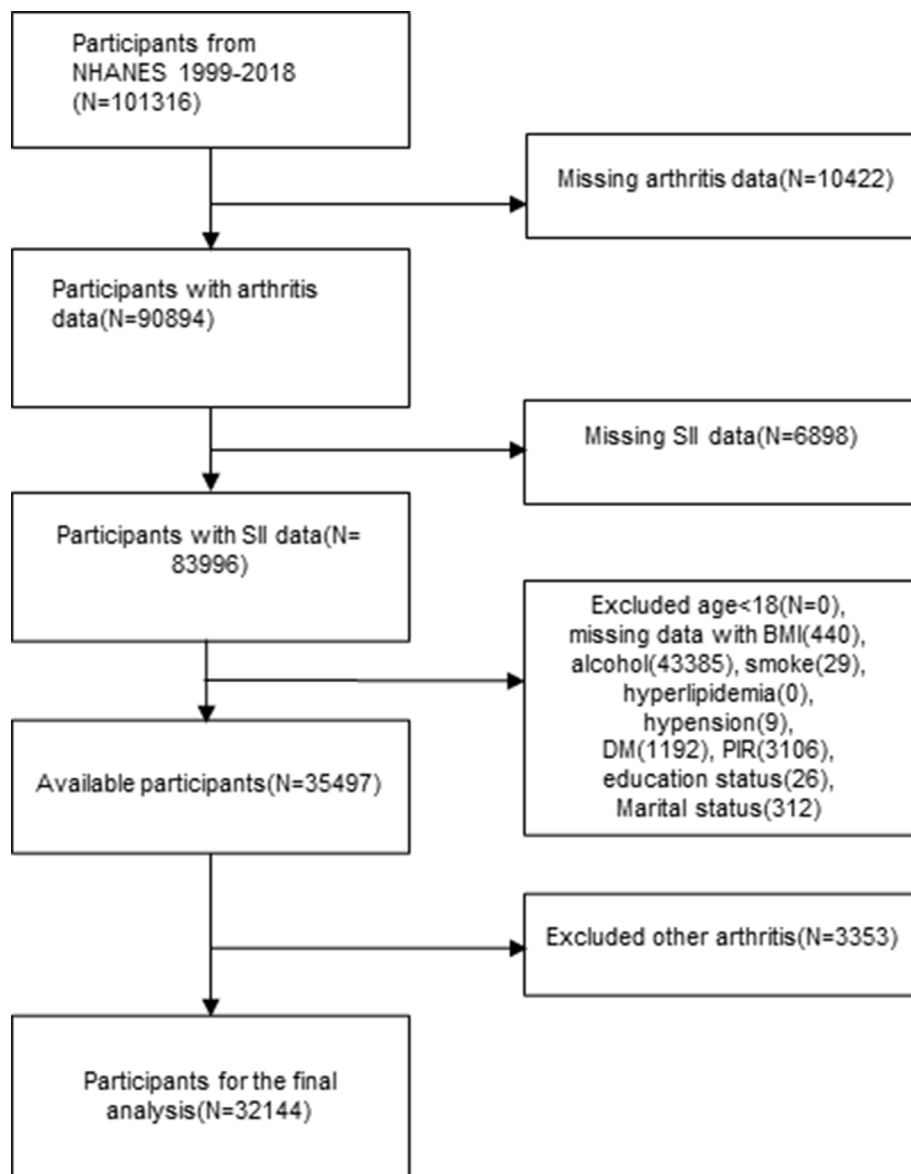 Participants from
NHANES 1999-2018
(N=101316)
Missing arthritis data(N=10422)
Participants with arthritis
data(N=90894)
Missing SII data(N=6898)
Participants with SII data(N=
83996)
Excluded age<18(N=0),
missing data with BMI(440),
alcohol(43385), smoke(29),
hyperlipidemia(0),
hypension(9),
DM(1192), PIR(3106),
education status(26),
Marital status(312)
Available participants(N=35497)
Excluded other arthritis(N=3353)
Participants for the final
analysis(N=32144)